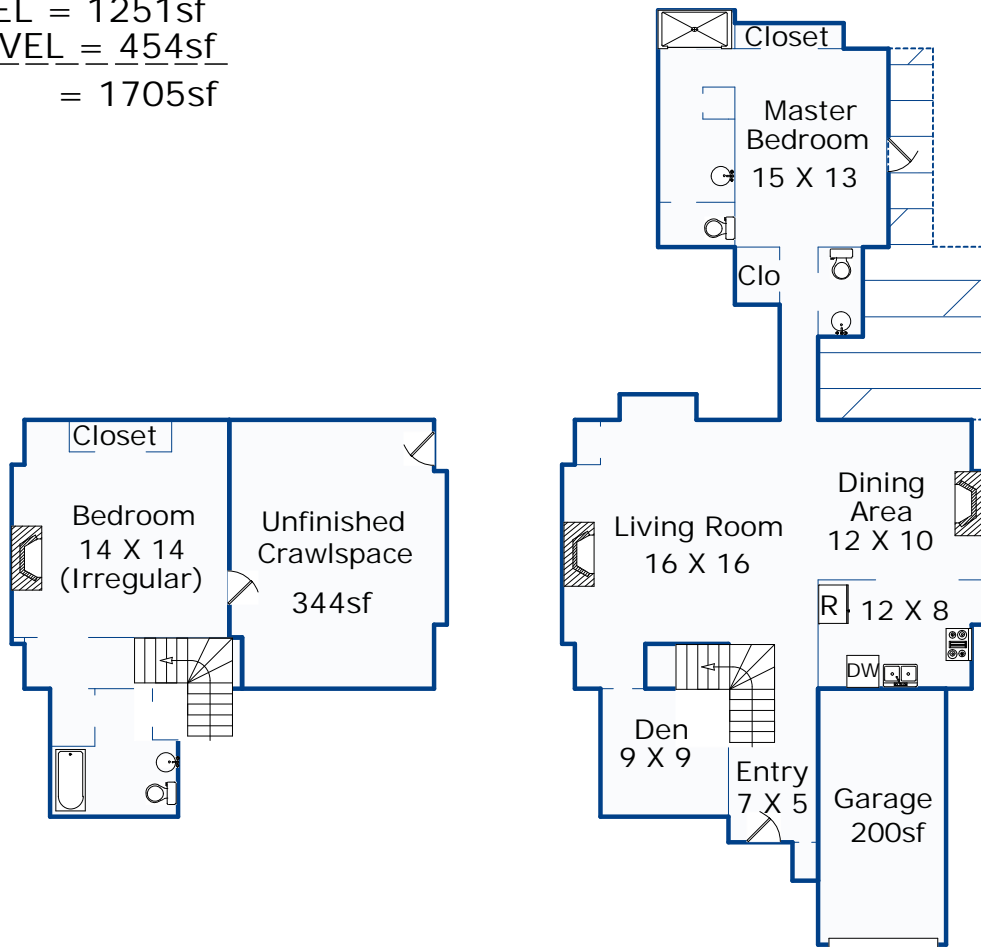 EL = 1251sf
VEL = 454sf
= 1705sf
Closet
Master
Bedroom
15 X 13
Clo
Closet
Bedroom
14 X 14
(Irregular)
Unfinished
Crawlspace
344sf
Living Room
16 X 16
Dining
Area
12 X 10
R
12 X 8
DW
Den
9 X 9
Entry
7 X 5
Garage
200sf